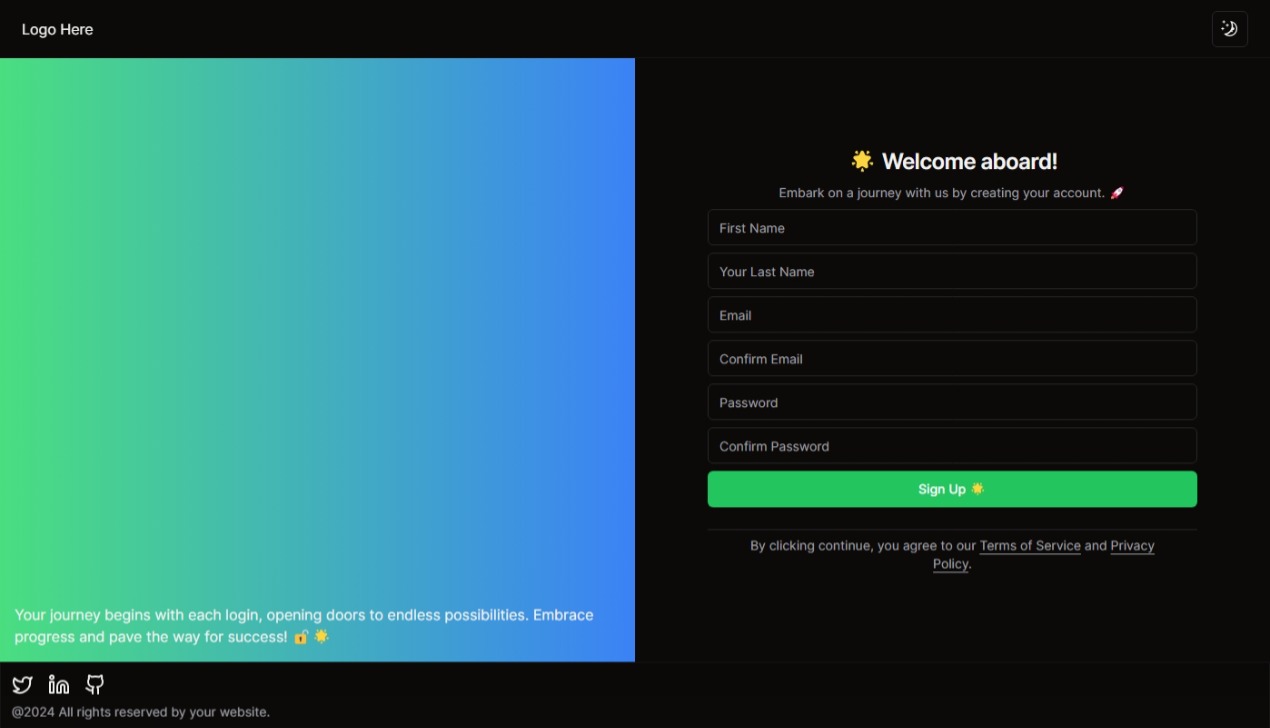 Logo Here
🌟 Welcome aboard!
Embark on a journey with us by creating your account. 🚀
First Name
Your Last Name
Email
Confirm Email
Password
Confirm Password
Sign Up 🌟
By clicking continue, you agree to our Terms of Service and Privacy
Policy.
Your journey begins with each login, opening doors to endless possibilities. Embrace
progress and pave the way for success! 🔓 🌟
@2024 All rights reserved by your website.